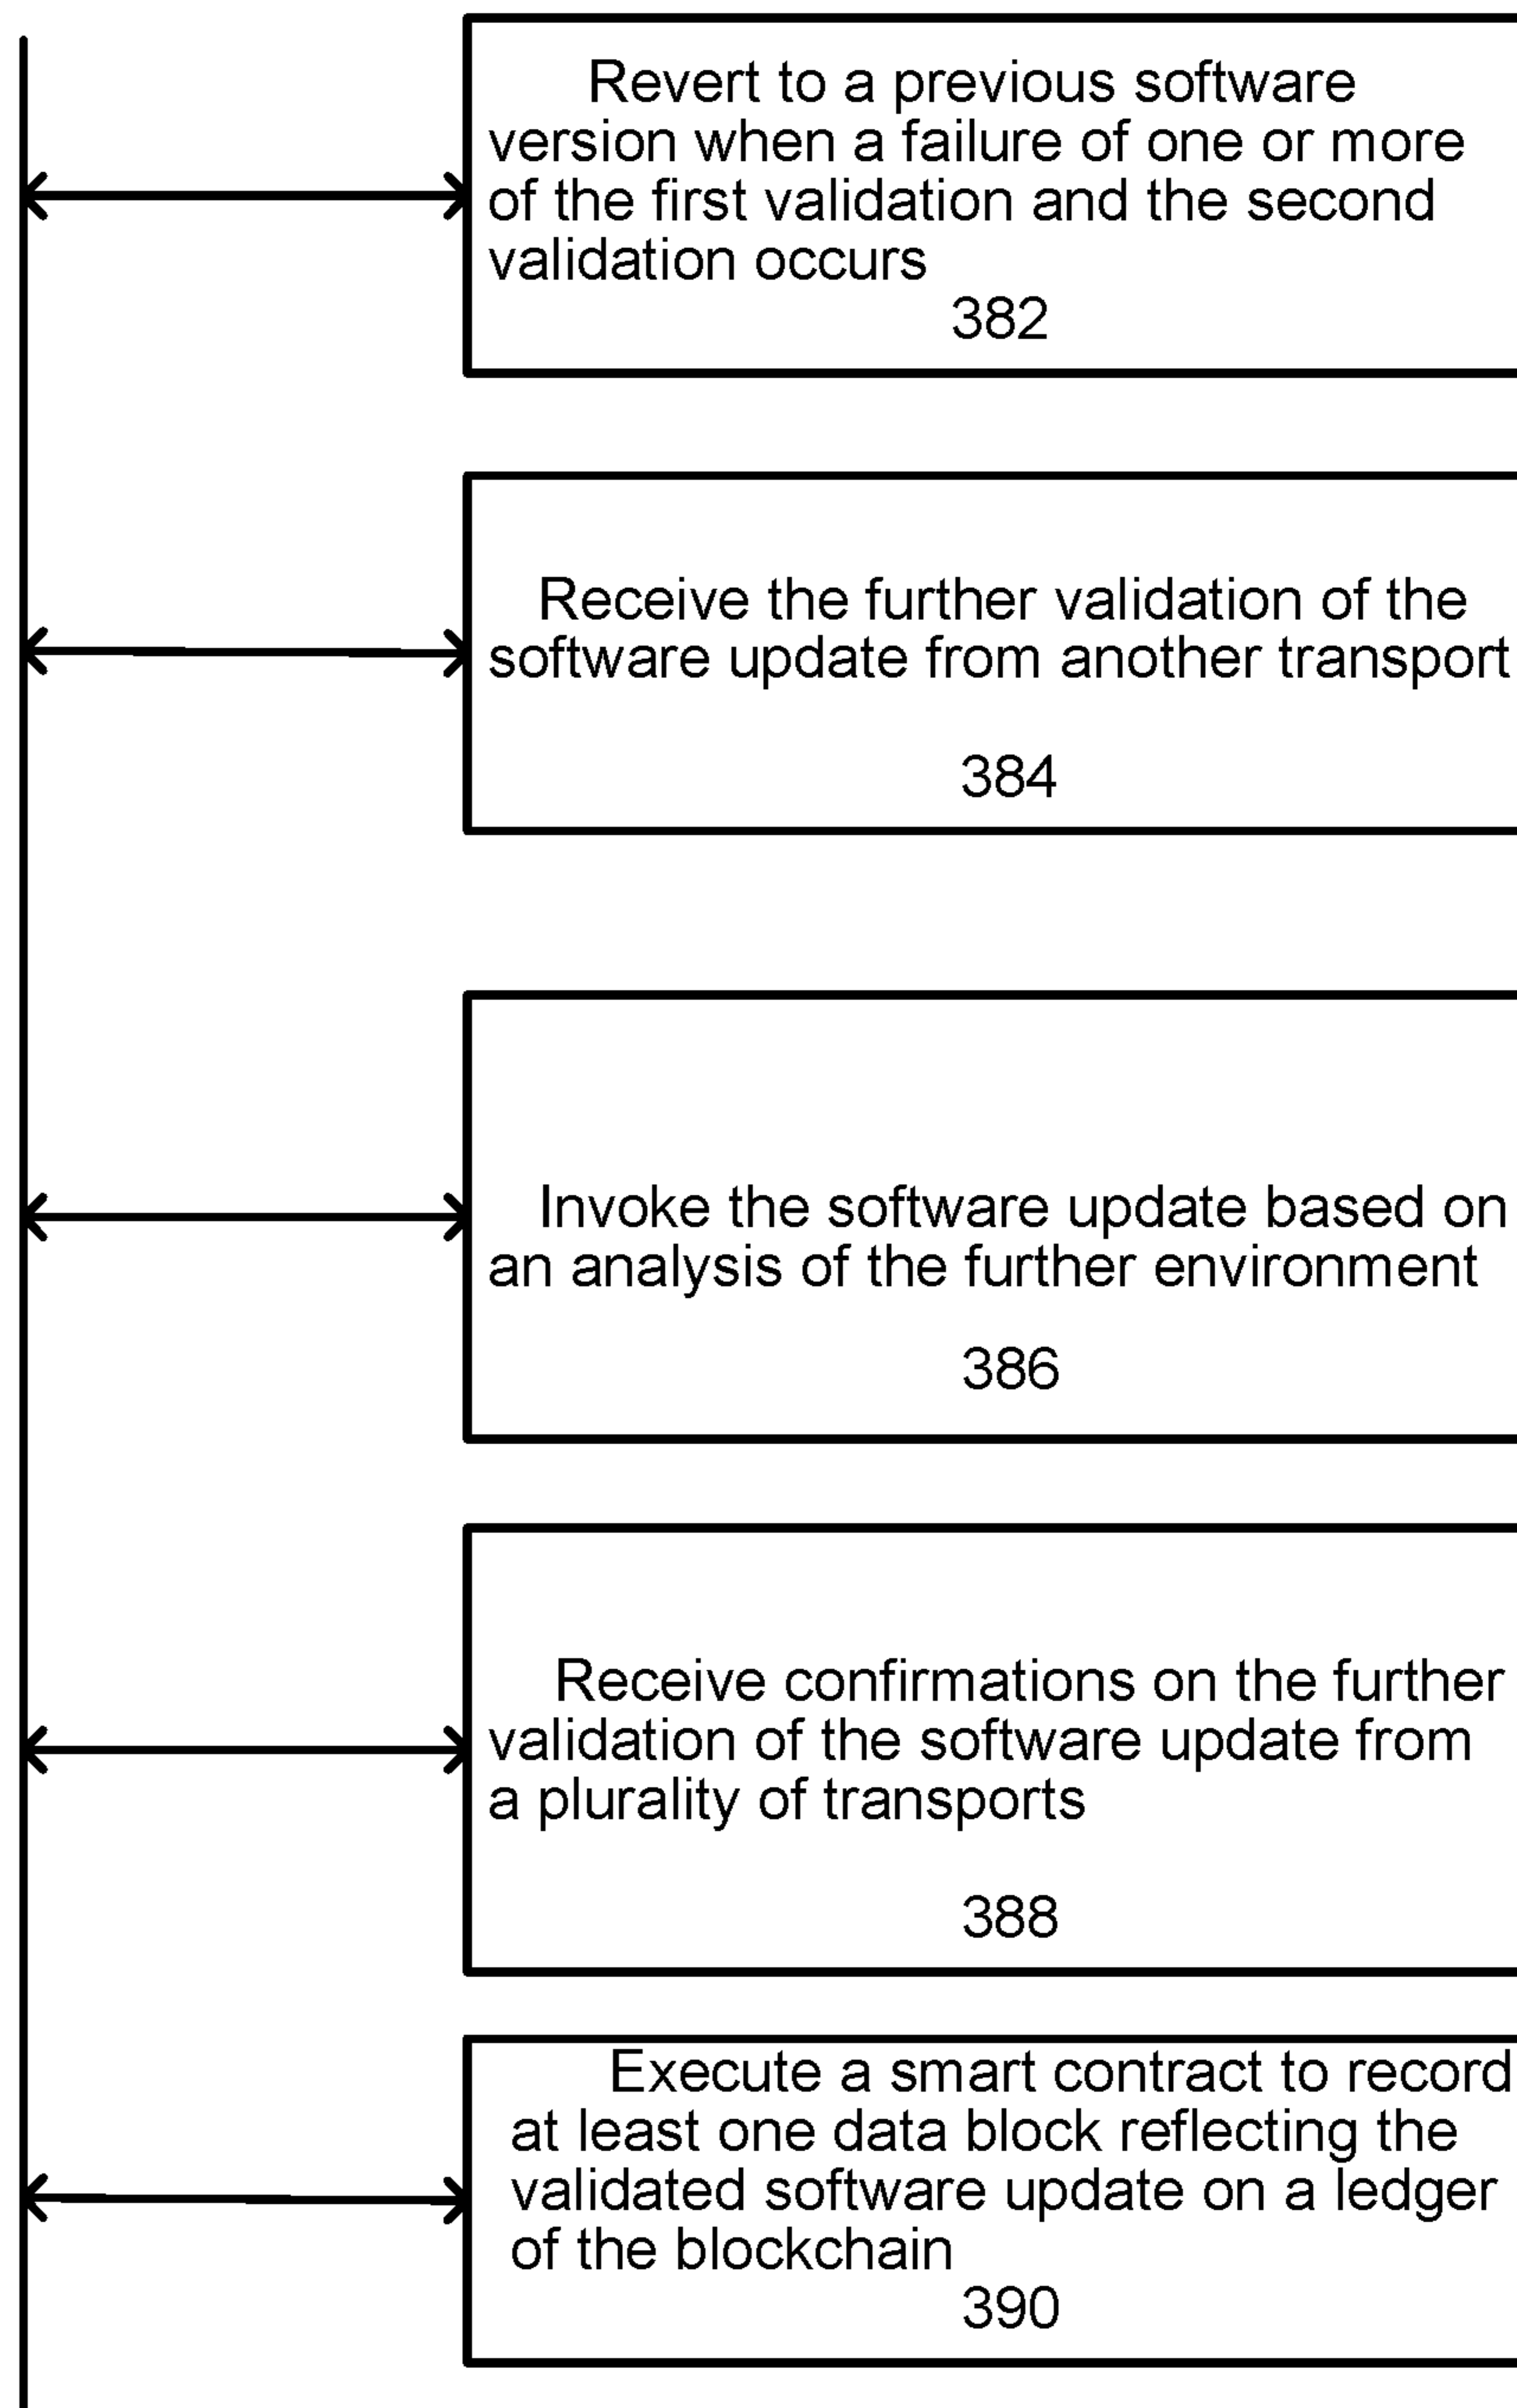 Revert to a previous software
version when a failure of one or more
of the first validation and the second
validation occurs
382
Receive the further validation of the
software update from another transport
384
Invoke the software update based on
an analysis of the further environment
386
Receive confirmations on the further
validation of the software update from
a plurality of transports
388
Execute a smart contract to record
at least one data block reflecting the
validated software update on a ledger
of the blockchain
390